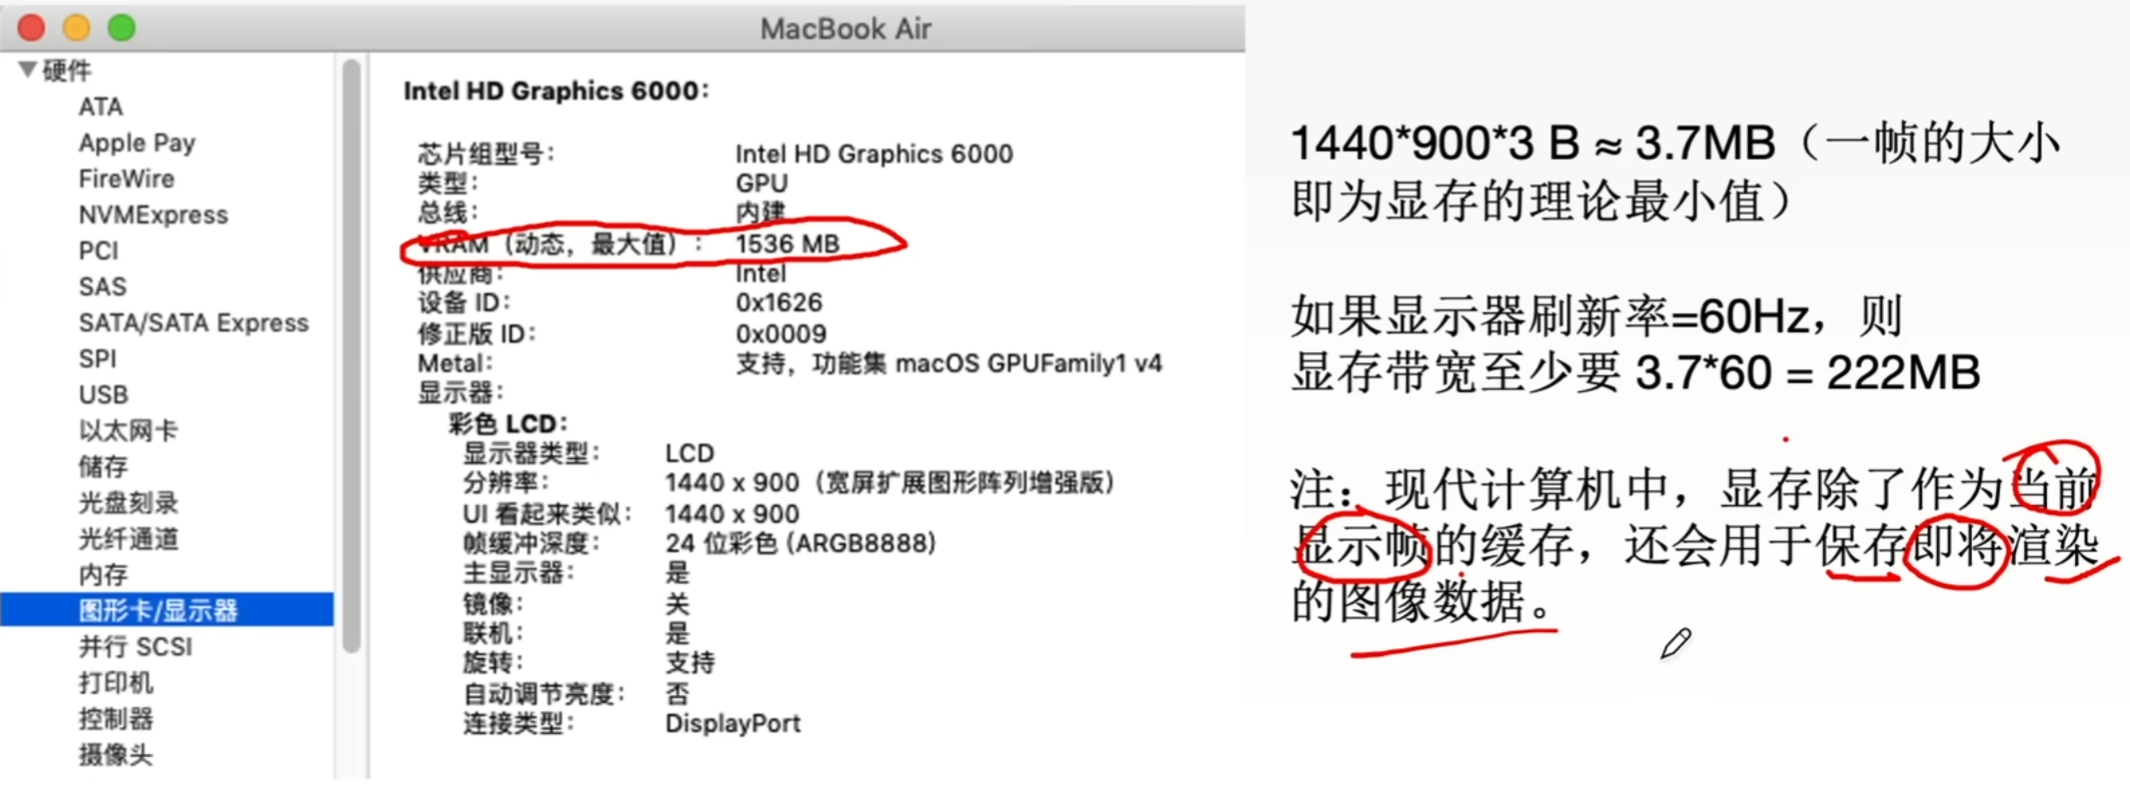 MacBook Air
硬件
ATA
Apple Pay
FireWire
NVMExpress
PCI
SAS
SATA/SATA Express
SPI
USB
以太网卡
储存
光盘刻录
光纤通道
内存
图形卡/显示器
并行 SCSI
打印机
控制器
摄像头
Intel HD Graphics 6000：
芯片组型号： Intel HD Graphics 6000
类型： GPU
总线： 内建
VRAM（动态，最大值）： 1536 MB
供应商： Intel
设备 ID： 0x1626
修正版 ID： 0x0009
Metal： 支持，功能集 macOS GPUFamily1 v4
显示器：
彩色 LCD：
显示器类型： LCD
分辨率： 1440 x 900（宽屏扩展图形阵列增强版）
UI 看起来类似： 1440 x 900
帧缓冲深度： 24 位彩色 (ARGB8888)
主显示器： 是
镜像： 关
联机： 是
旋转： 支持
自动调节亮度： 否
连接类型： DisplayPort
1440*900*3 B ≈ 3.7MB（一帧的大小
即为显存的理论最小值）
如果显示器刷新率=60Hz，则
显存带宽至少要 3.7*60 = 222MB
注：现代计算机中，显存除了作为当前
显示帧的缓存，还会用于保存即将渲染
的图像数据。